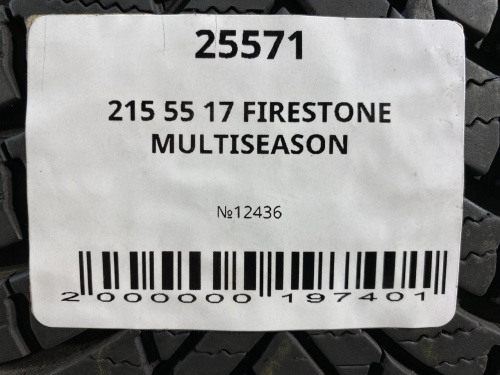 25571
215 55 17 FIRESTONE
MULTISEASON
№12436
2 000000 197401